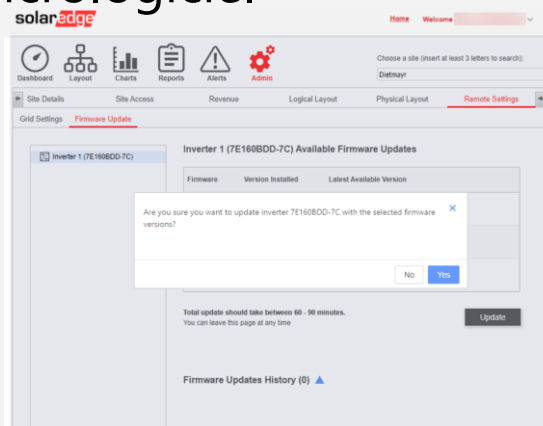 solaredge
Home Welcome
Choose a site (insert at least 3 letters to search):
Dietmayr
Dashboard Layout Charts Reports Alerts Admin
Site Details Site Access Revenue Logical Layout Physical Layout Remote Settings
Grid Settings Firmware Update
Inverter 1 (7E160BDD-7C)
Inverter 1 (7E160BDD-7C) Available Firmware Updates
Firmware Version Installed Latest Available Version
Are you sure you want to update inverter 7E160BDD-7C with the selected firmware
versions?
No Yes
Total update should take between 60 - 90 minutes.
You can leave this page at any time
Update
Firmware Updates History (0)